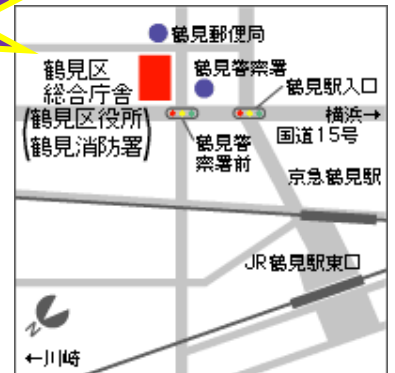 鶴見郵便局
鶴見区
総合庁舎
(鶴見区役所
鶴見消防署)
鶴見警察署
鶴見駅入口
横浜→
国道15号
鶴見警
察署前
京急鶴見駅
JR鶴見駅東口
N
←川崎